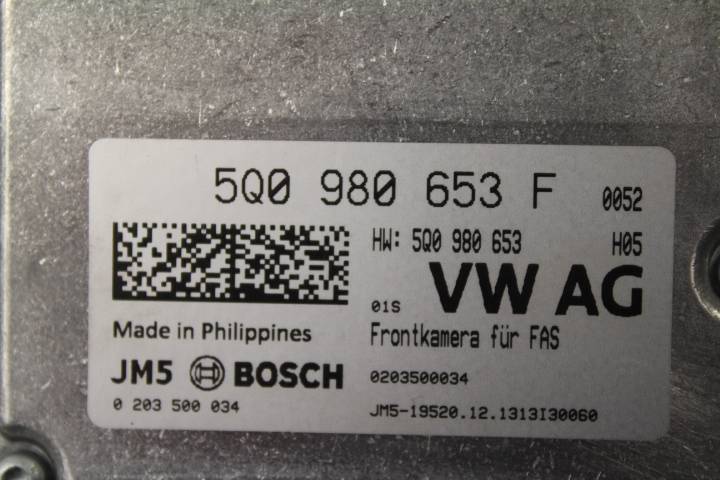 5Q0 980 653 F 0052
HW: 5Q0 980 653 H05
01S VW AG
Made in Philippines
Frontkamera für FAS
JM5 BOSCH
0203500034
0 203 500 034
JM5-19520.12.1313I30060